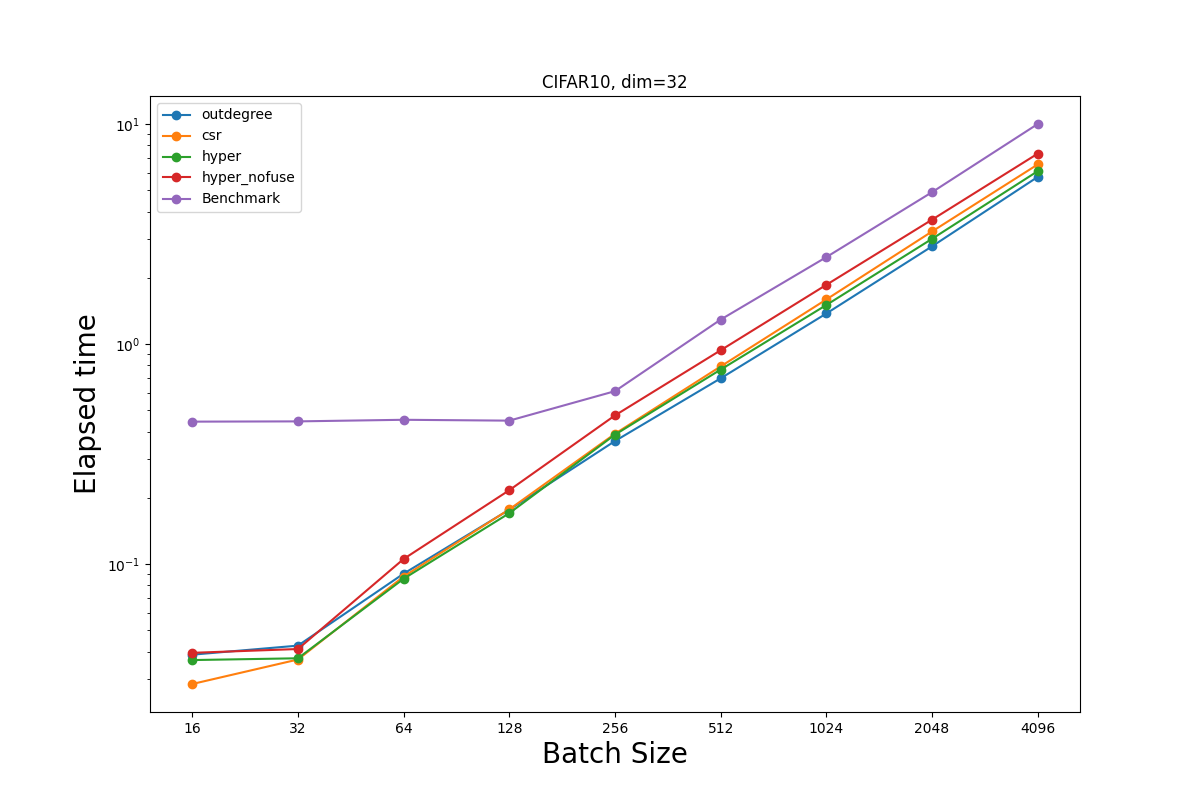 CIFAR10, dim=32
outdegree
csr
hyper
hyper_nofuse
Benchmark
10¹
10⁰
10⁻¹
Elapsed time
16 32 64 128 256 512 1024 2048 4096
Batch Size